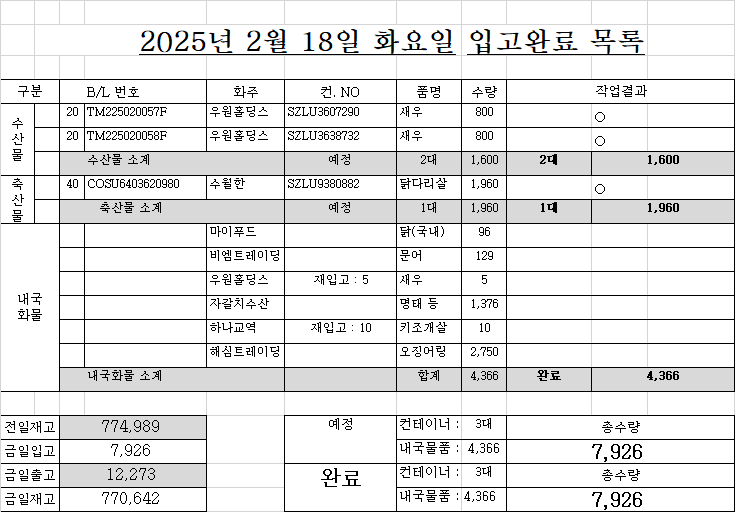 2025년 2월 18일 화요일 입고완료 목록
구분 B/L 번호 화주 컨. NO 품명 수량 작업결과
수산물 20 TM225020057F 우원홀딩스 SZLU3607290 새우 800 ○
20 TM225020058F 우원홀딩스 SZLU3638732 새우 800 ○
수산물 소계 예정 2대 1,600 2대 1,600
축산물 40 COSU6403620980 수월한 SZLU9380882 닭다리살 1,960 ○
축산물 소계 예정 1대 1,960 1대 1,960
내국화물 마이푸드 닭(국내) 96
비엠트레이딩 문어 129
우원홀딩스 재입고 : 5 새우 5
자갈치수산 명태 등 1,376
하나교역 재입고 : 10 키조개살 10
해심트레이딩 오징어링 2,750
내국화물 소계 합계 4,366 완료 4,366
전일재고 774,989 예정 컨테이너 : 3대 총수량
금일입고 7,926 내국물품 : 4,366 7,926
금일출고 12,273 완료 컨테이너 : 3대 총수량
금일재고 770,642 내국물품 : 4,366 7,926